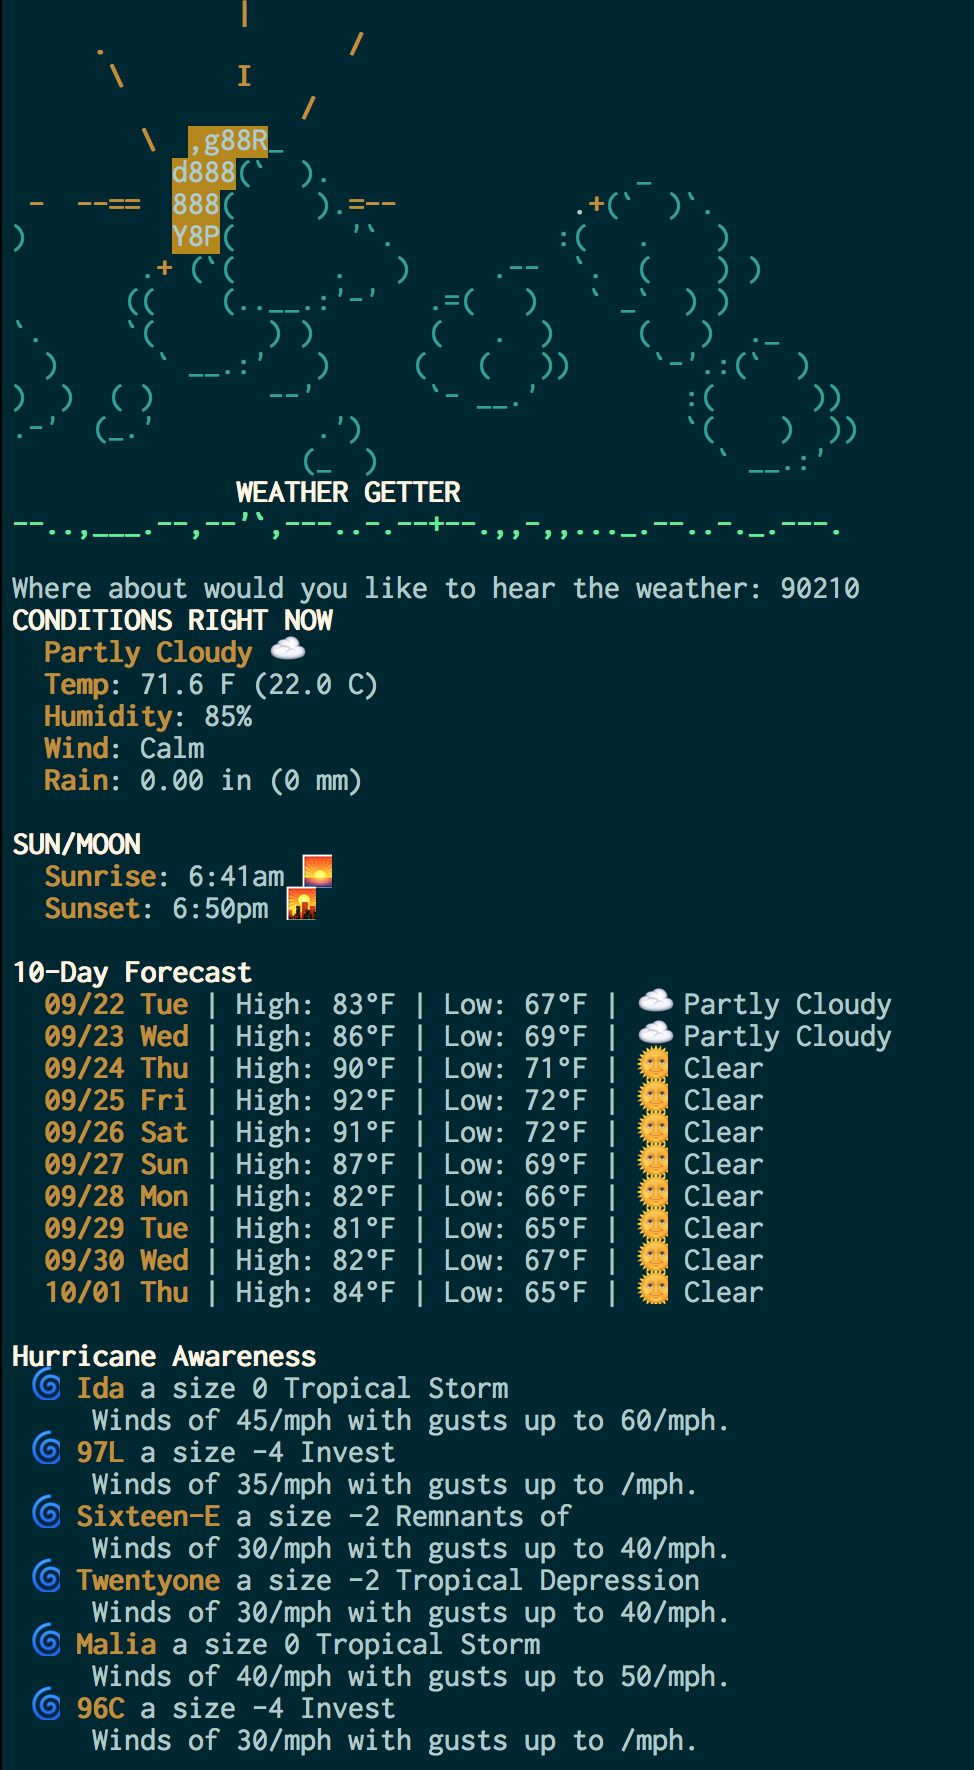 ,g88R_
d888
888
Y8P
WEATHER GETTER
Where about would you like to hear the weather: 90210
CONDITIONS RIGHT NOW
Partly Cloudy
Temp: 71.6 F (22.0 C)
Humidity: 85%
Wind: Calm
Rain: 0.00 in (0 mm)
SUN/MOON
Sunrise: 6:41am
Sunset: 6:50pm
10-Day Forecast
09/22 Tue | High: 83°F | Low: 67°F | Partly Cloudy
09/23 Wed | High: 86°F | Low: 69°F | Partly Cloudy
09/24 Thu | High: 90°F | Low: 71°F | Clear
09/25 Fri | High: 92°F | Low: 72°F | Clear
09/26 Sat | High: 91°F | Low: 72°F | Clear
09/27 Sun | High: 87°F | Low: 69°F | Clear
09/28 Mon | High: 82°F | Low: 66°F | Clear
09/29 Tue | High: 81°F | Low: 65°F | Clear
09/30 Wed | High: 82°F | Low: 67°F | Clear
10/01 Thu | High: 84°F | Low: 65°F | Clear
Hurricane Awareness
Ida a size 0 Tropical Storm
Winds of 45/mph with gusts up to 60/mph.
97L a size -4 Invest
Winds of 35/mph with gusts up to /mph.
Sixteen-E a size -2 Remnants of
Winds of 30/mph with gusts up to 40/mph.
Twentyone a size -2 Tropical Depression
Winds of 30/mph with gusts up to 40/mph.
Malia a size 0 Tropical Storm
Winds of 40/mph with gusts up to 50/mph.
96C a size -4 Invest
Winds of 30/mph with gusts up to /mph.